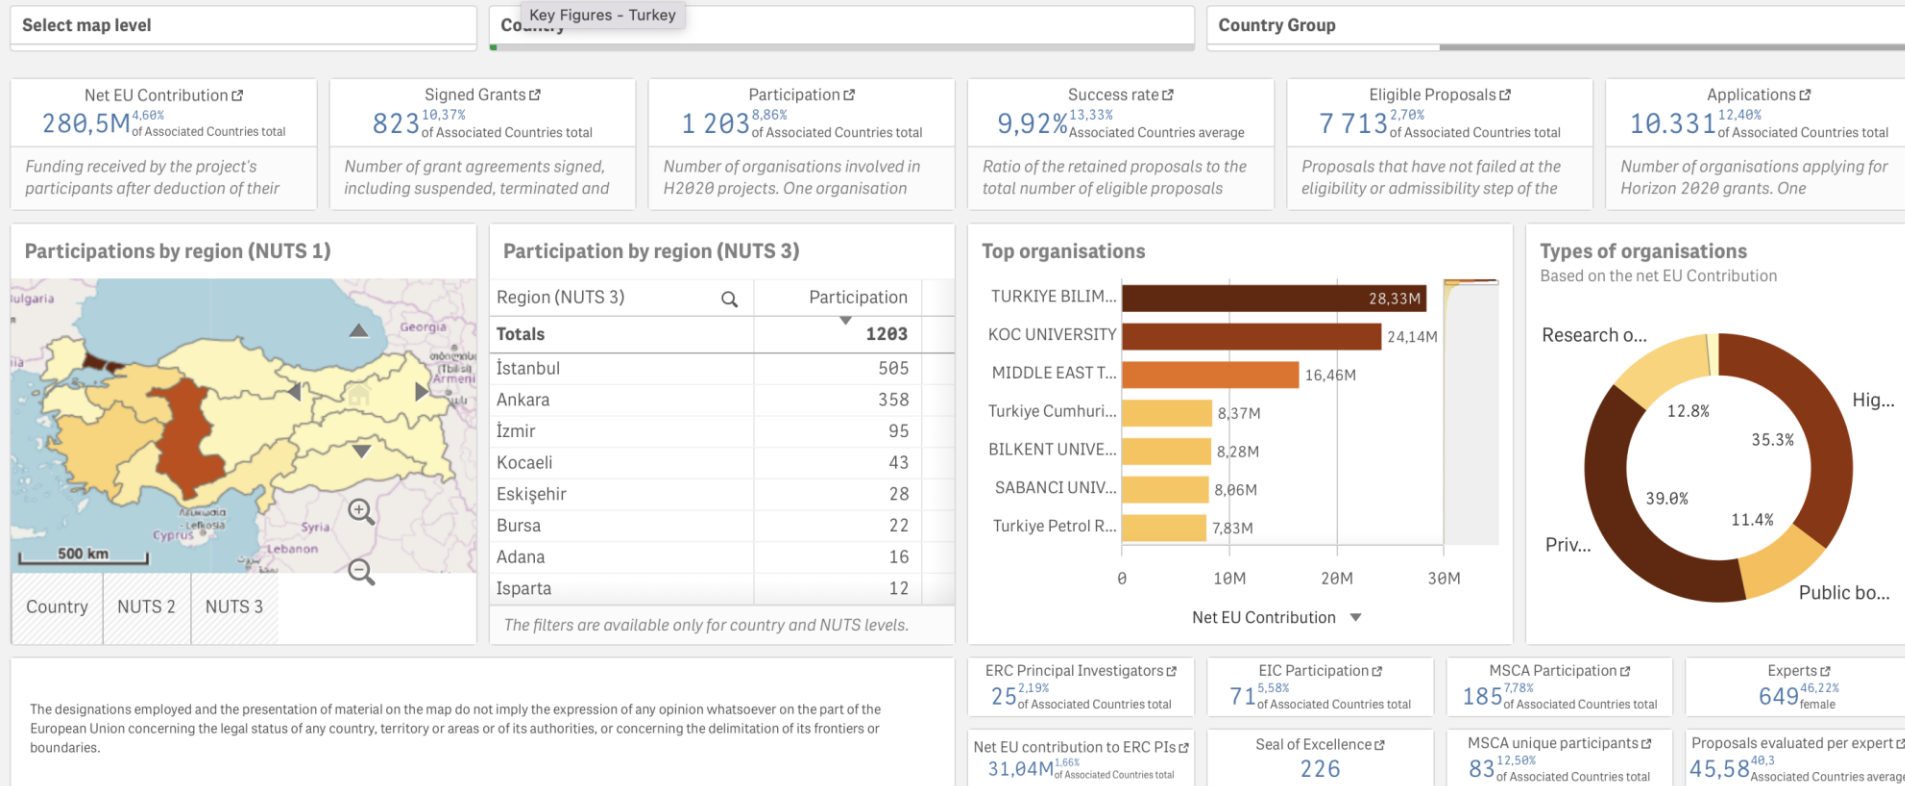 Select map level
Country
Key Figures - Turkey
Country Group
Net EU Contribution
280,5M 4,60%
of Associated Countries total
Funding received by the project's
participants after deduction of their
Signed Grants
823 10,37%
of Associated Countries total
Number of grant agreements signed,
including suspended, terminated and
Participation
1 203 8,86%
of Associated Countries total
Number of organisations involved in
H2020 projects. One organisation
Success rate
9,92% 13,33%
Associated Countries average
Ratio of the retained proposals to the
total number of eligible proposals
Eligible Proposals
7 713 2,70%
of Associated Countries total
Proposals that have not failed at the
eligibility or admissibility step of the
Applications
10.331 12,40%
of Associated Countries total
Number of organisations applying for
Horizon 2020 grants. One
Participations by region (NUTS 1)
ulgaria
Georgia
თბილისი
(Tbilisi)
Armeni
Λευκωσία
- Lefkosia
Cyprus
Syria
Lebanon
500 km
Country
NUTS 2
NUTS 3
Participation by region (NUTS 3)
Region (NUTS 3) Participation
Totals 1203
İstanbul 505
Ankara 358
İzmir 95
Kocaeli 43
Eskişehir 28
Bursa 22
Adana 16
Isparta 12
The filters are available only for country and NUTS levels.
Top organisations
TURKIYE BILIM... 28,33M
KOC UNIVERSITY 24,14M
MIDDLE EAST T... 16,46M
Turkiye Cumhuri... 8,37M
BILKENT UNIVE... 8,28M
SABANCI UNIV... 8,06M
Turkiye Petrol R... 7,83M
0 10M 20M 30M
Net EU Contribution
Types of organisations
Based on the net EU Contribution
Research o...
Hig...
12.8%
35.3%
39.0%
11.4%
Priv...
Public bo...
The designations employed and the presentation of material on the map do not imply the expression of any opinion whatsoever on the part of the
European Union concerning the legal status of any country, territory or areas or of its authorities, or concerning the delimitation of its frontiers or
boundaries.
ERC Principal Investigators
25 2,19%
of Associated Countries total
EIC Participation
71 5,58%
of Associated Countries total
MSCA Participation
185 7,78%
of Associated Countries total
Experts
649 46,22%
female
Net EU contribution to ERC PIs
31,04M 1,66%
of Associated Countries total
Seal of Excellence
226
MSCA unique participants
83 12,50%
of Associated Countries total
Proposals evaluated per expert
45,58 40,3
Associated Countries average